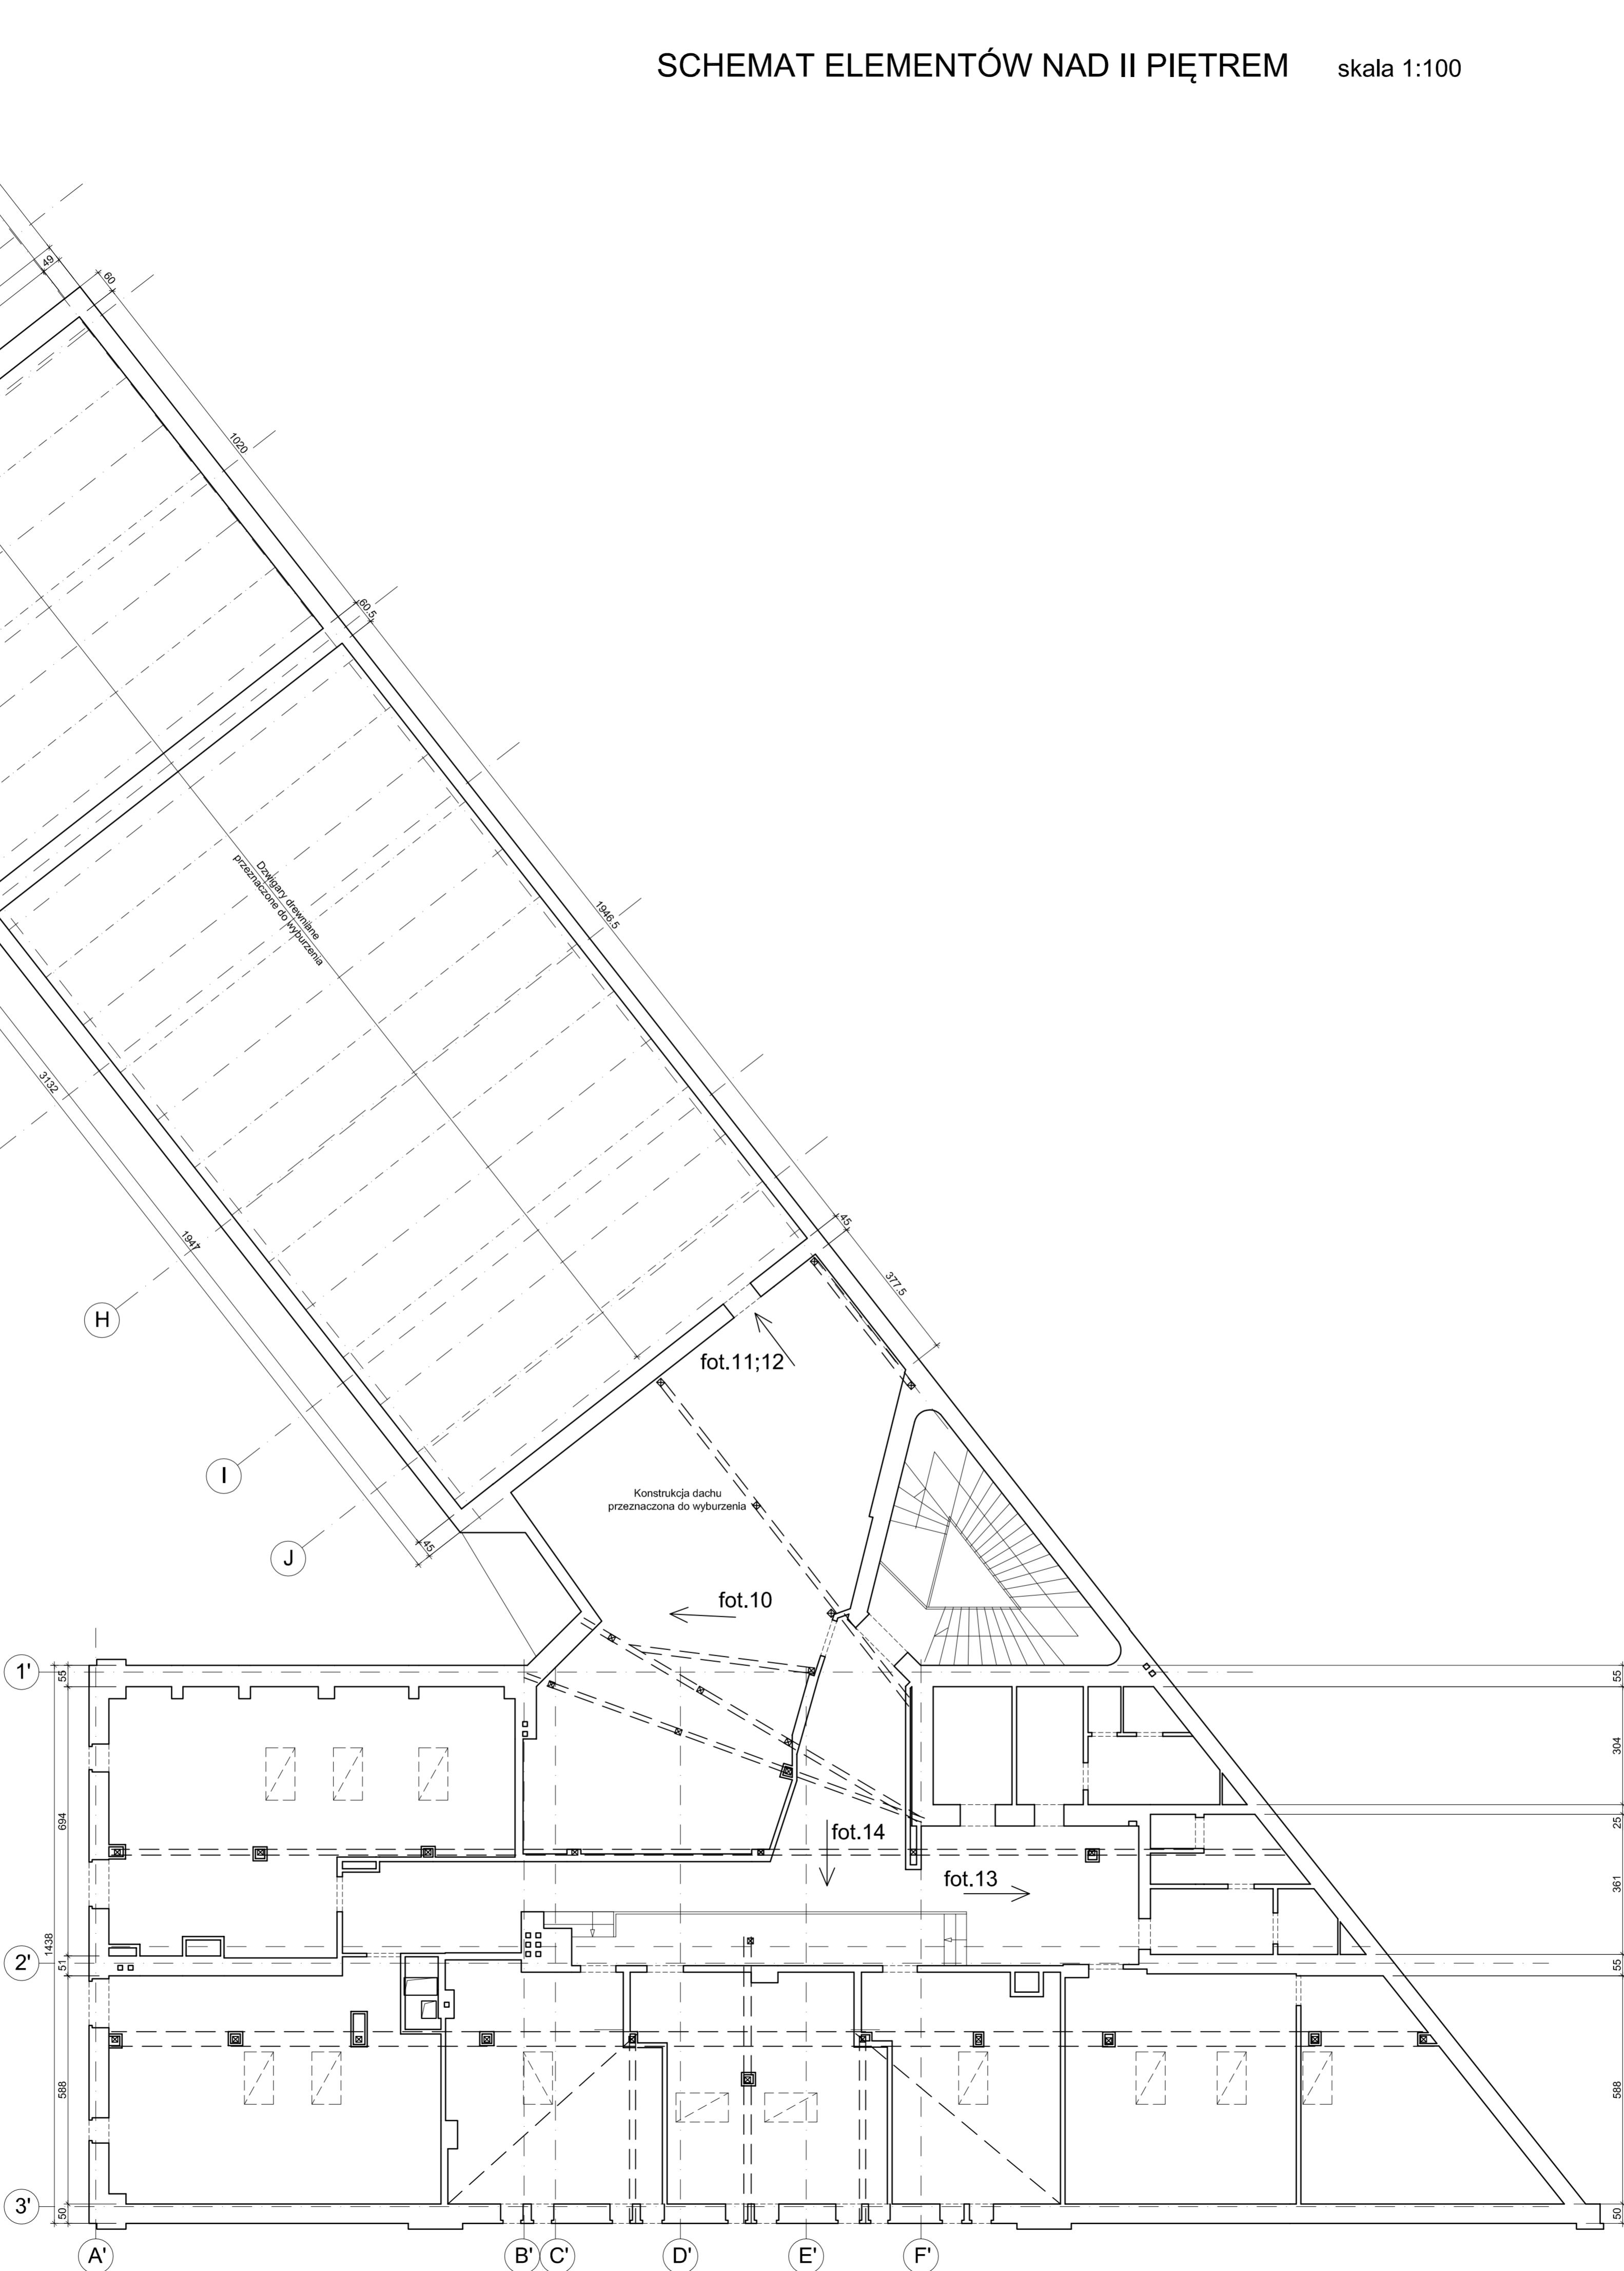 SCHEMAT ELEMENTÓW NAD II PIĘTREM skala 1:100
49
60
1020
60.5
Dzwigary drewniane
przeznaczone do wyburzenia
1946.5
3132
1947
45
377.5
H
fot.11;12
I
Konstrukcja dachu
przeznaczona do wyburzenia
J
45
fot.10
1'
55
55
304
694
25
fot.14
fot.13
361
1438
2'
51
55
588
588
3'
50
50
A'
B'
C'
D'
E'
F'